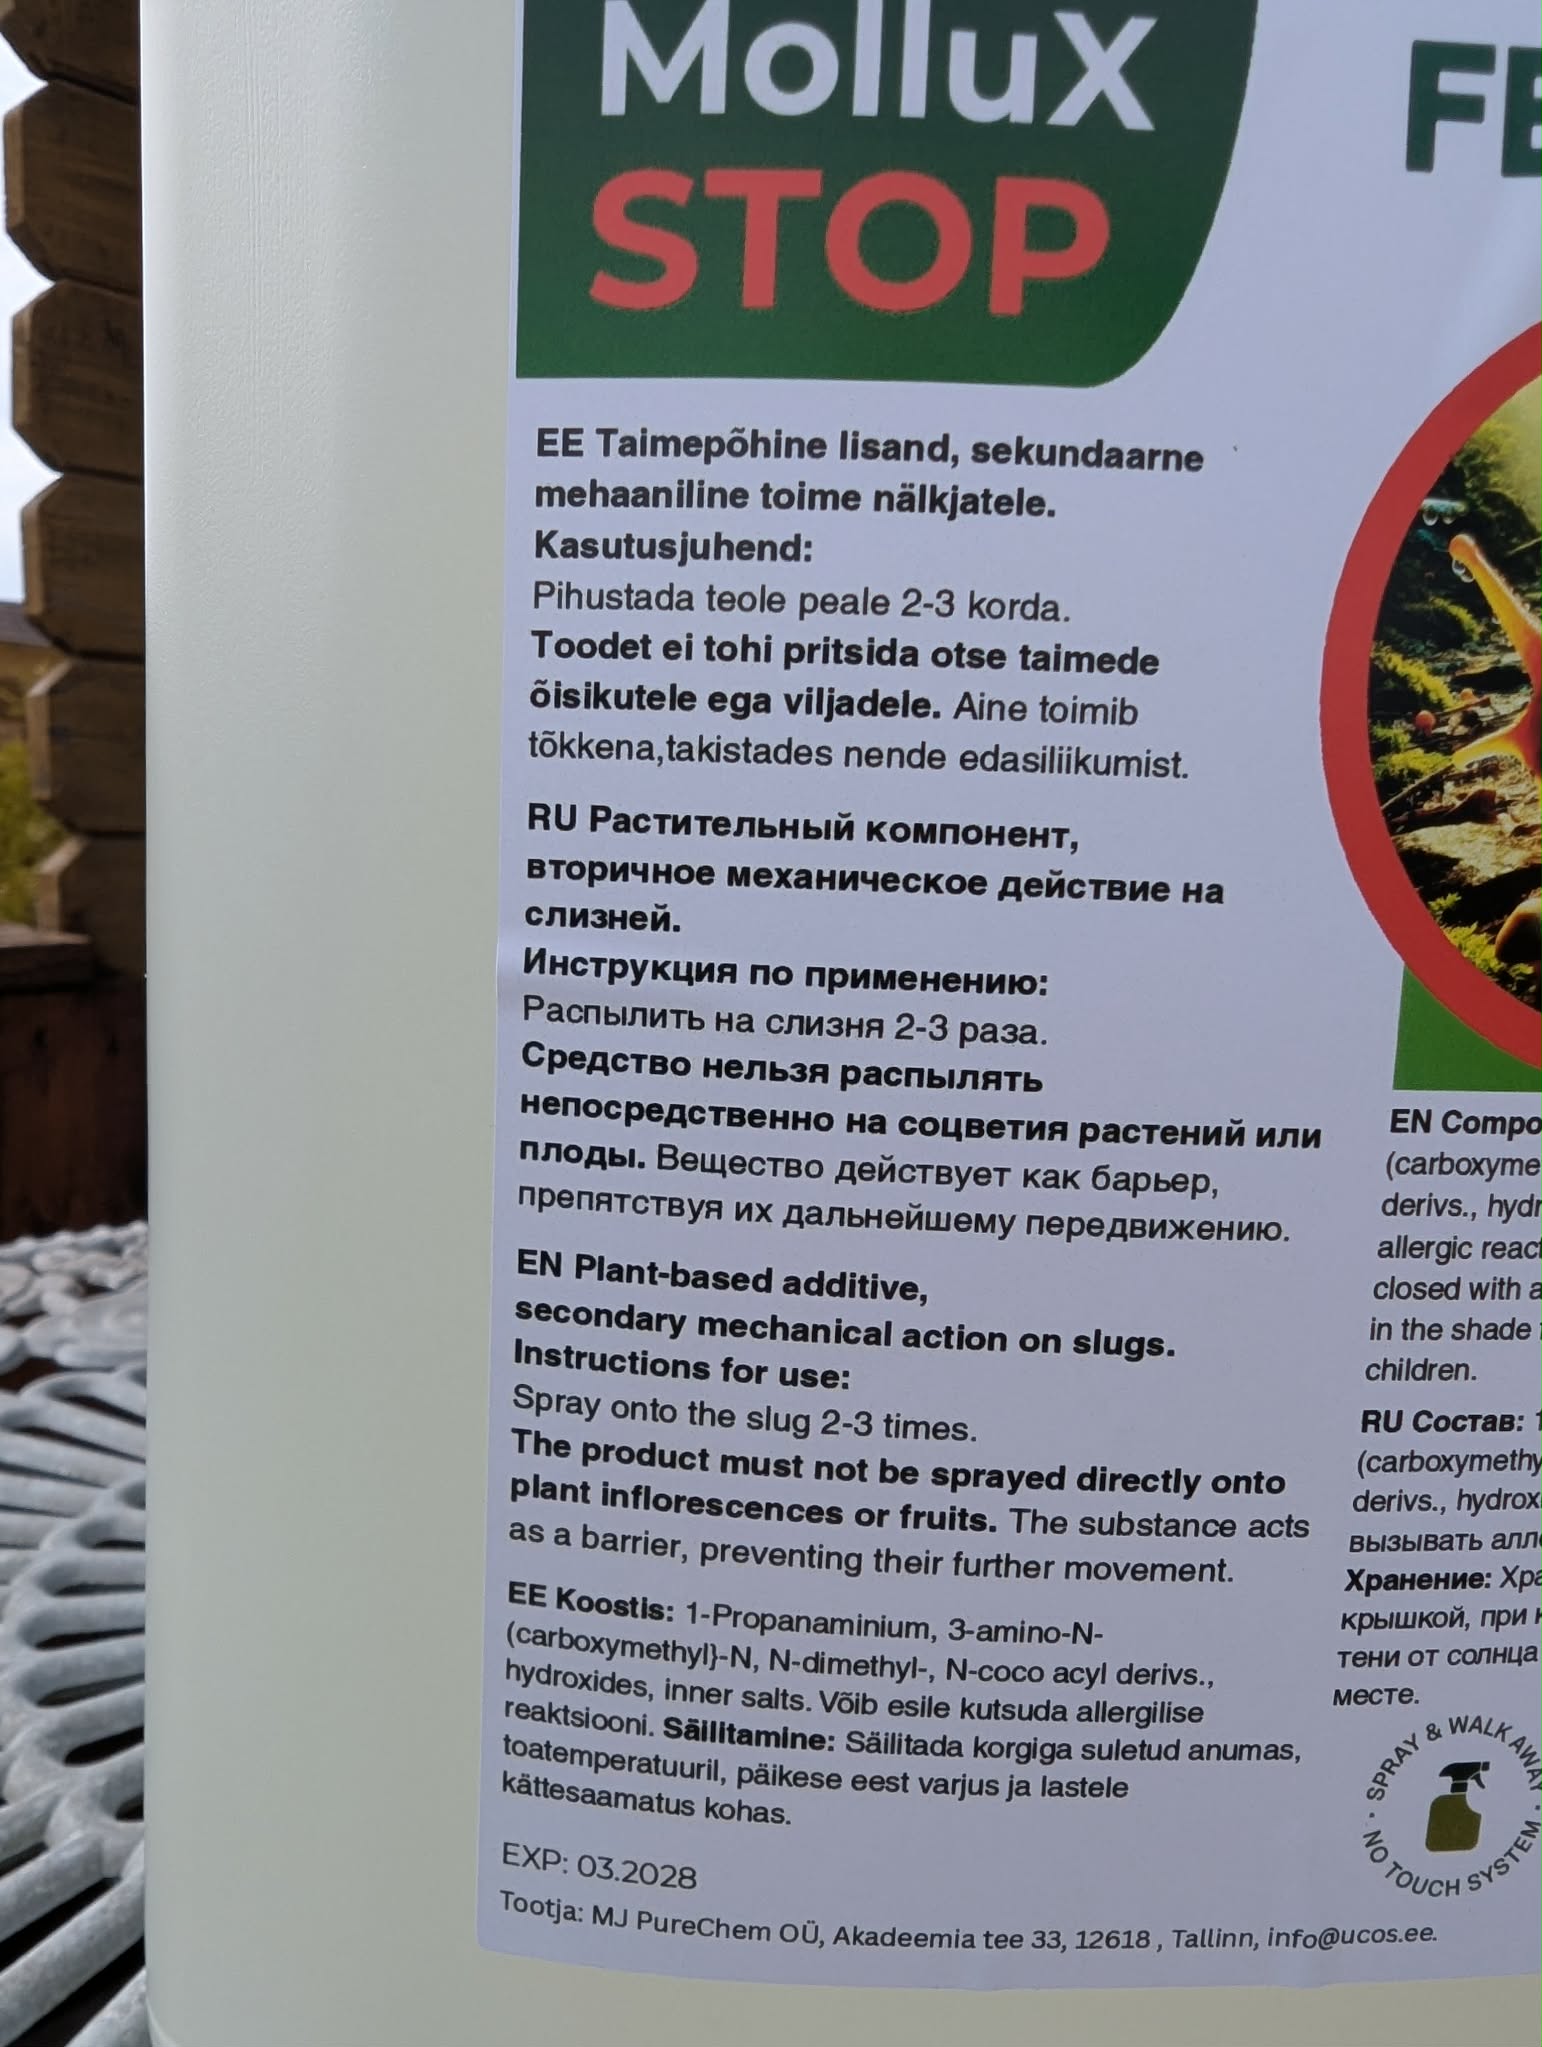 MolluX
STOP
EE Taimepõhine lisand, sekundaarne
mehaaniline toime nälkjatele.
Kasutusjuhend:
Pihustada teole peale 2-3 korda.
Toodet ei tohi pritsida otse taimede
õisikutele ega viljadele. Aine toimib
tõkkena,takistades nende edasiliikumist.
RU Растительный компонент,
вторичное механическое действие на
слизней.
Инструкция по применению:
Распылить на слизня 2-3 раза.
Средство нельзя распылять
непосредственно на соцветия растений или
плоды. Вещество действует как барьер,
препятствуя их дальнейшему передвижению.
EN Plant-based additive,
secondary mechanical action on slugs.
Instructions for use:
Spray onto the slug 2-3 times.
The product must not be sprayed directly onto
plant inflorescences or fruits. The substance acts
as a barrier, preventing their further movement.
EE Koostis: 1-Propanaminium, 3-amino-N-
(carboxymethyl}-N, N-dimethyl-, N-coco acyl derivs.,
hydroxides, inner salts. Võib esile kutsuda allergilise
reaktsiooni. Säilitamine: Säilitada korgiga suletud anumas,
toatemperatuuril, päikese eest varjus ja lastele
kättesaamatus kohas.
EXP: 03.2028
Tootja: MJ PureChem OÜ, Akadeemia tee 33, 12618 , Tallinn, info@ucos.ee.
FE
EN Compo
(carboxyme
derivs., hydr
allergic reac
closed with a
in the shade
children.
RU Состав:
(carboxymethy
derivs., hydrox
вызывать алл
Хранение: Хра
крышкой, при
тени от солнца
месте.
SPRAY & WALK AWAY
NO TOUCH SYSTEM